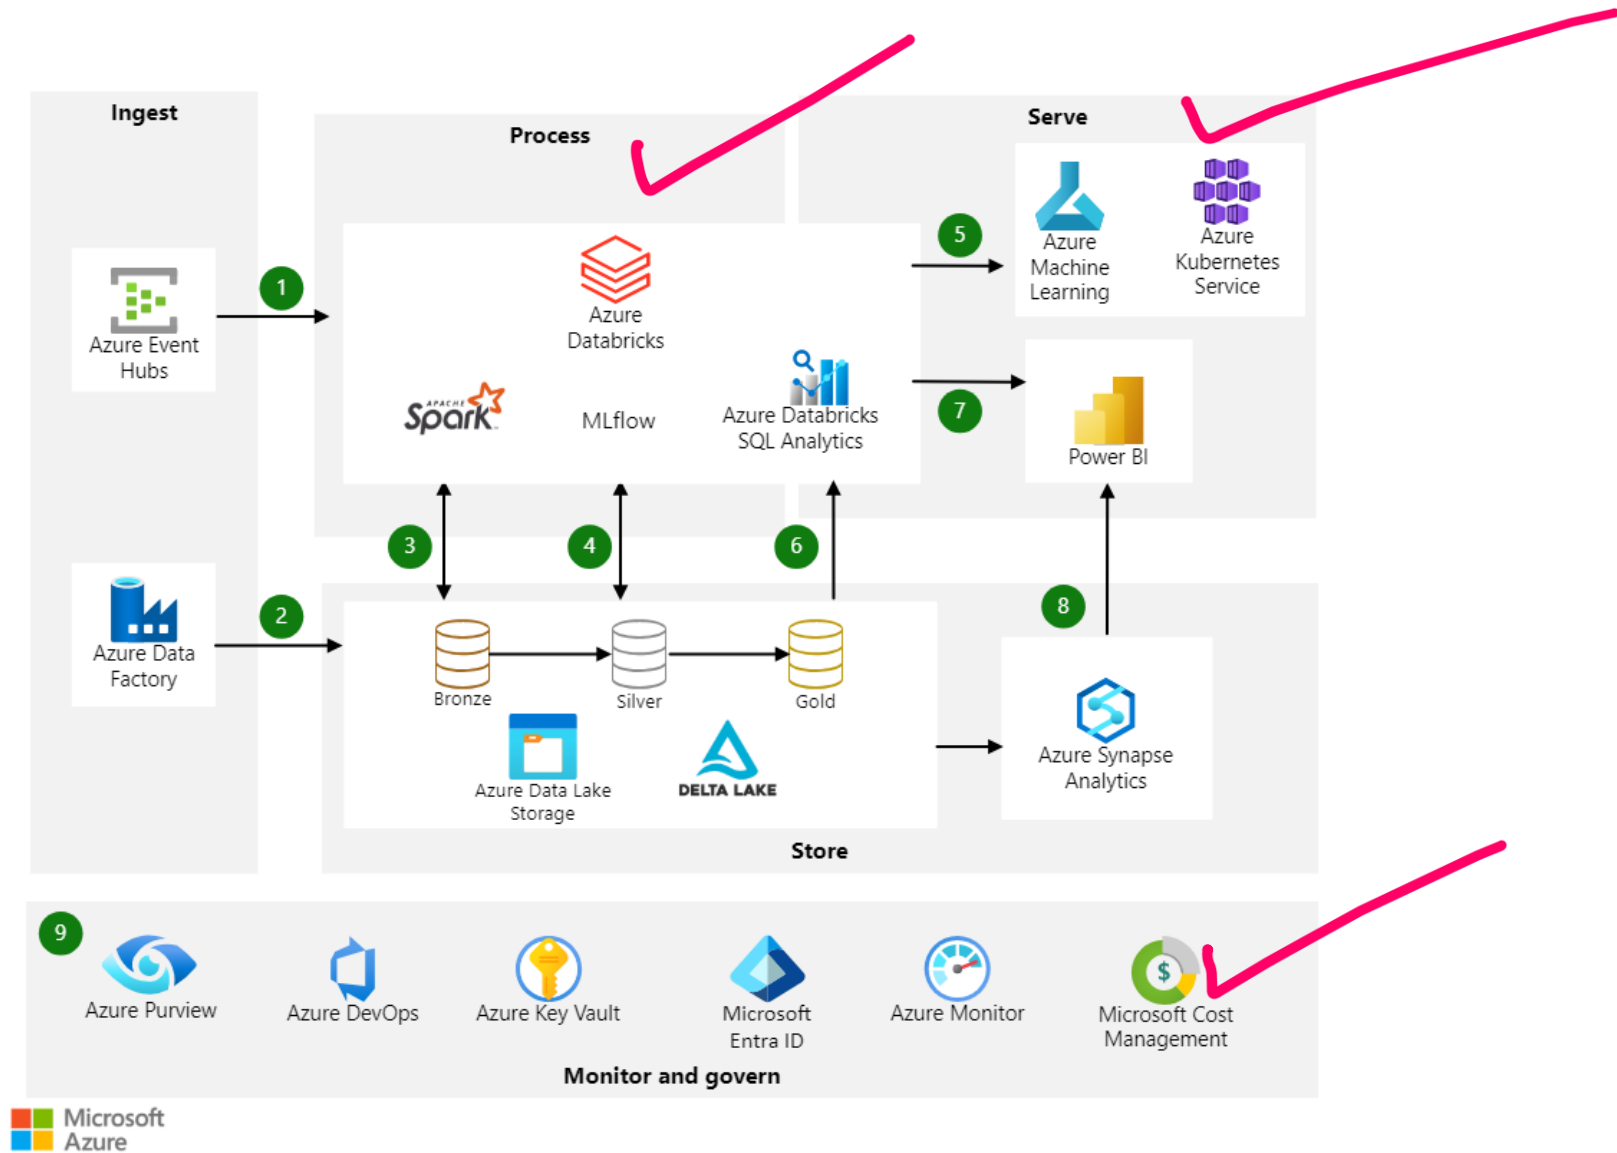 Ingest
Azure Event
Hubs
Azure Data
Factory
1
2
Process
Azure
Databricks
APACHE
Spark
MLflow
Azure Databricks
SQL Analytics
Serve
5
Azure
Machine
Learning
Azure
Kubernetes
Service
7
Power BI
3
4
6
8
Bronze
Silver
Gold
Azure Data Lake
Storage
DELTA LAKE
Azure Synapse
Analytics
Store
9
Azure Purview
Azure DevOps
Azure Key Vault
Microsoft
Entra ID
Azure Monitor
$
Microsoft Cost
Management
Monitor and govern
Microsoft
Azure